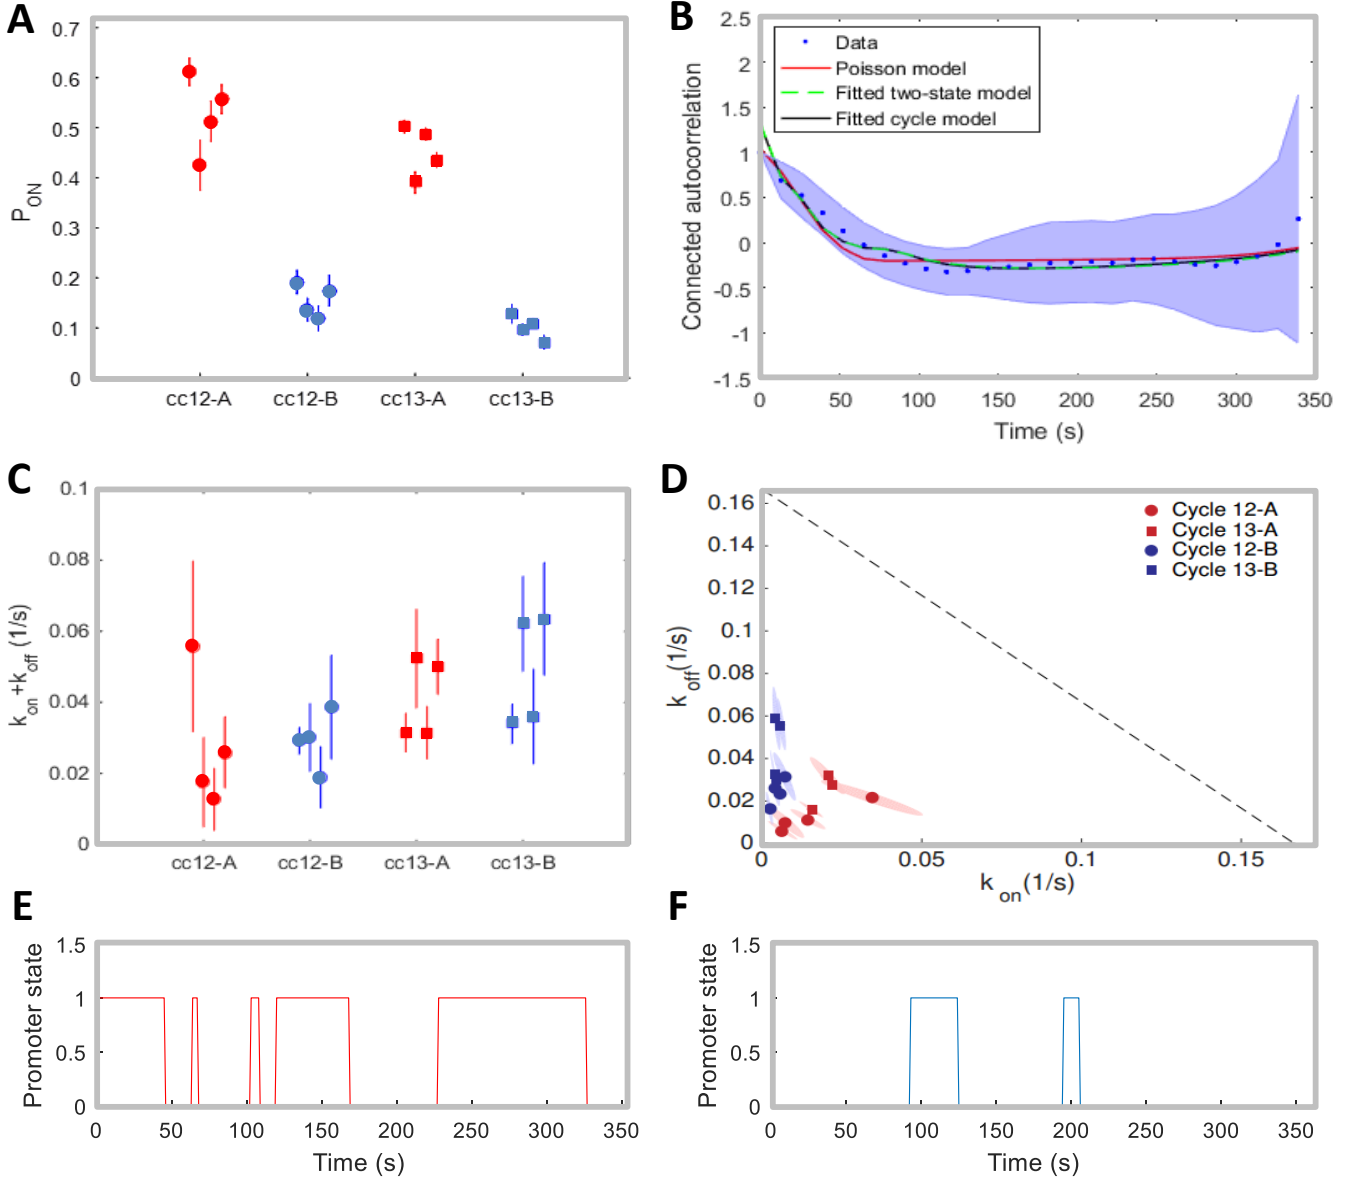 A
0.7
0.6
0.5
0.4
0.3
0.2
0.1
0
P_ON
cc12-A cc12-B cc13-A cc13-B
B
2.5
2
1.5
1
0.5
0
-0.5
-1
-1.5
Connected autocorrelation
Data
Poisson model
Fitted two-state model
Fitted cycle model
0 50 100 150 200 250 300 350
Time (s)
C
0.1
0.08
0.06
0.04
0.02
0
k_on+k_off (1/s)
cc12-A cc12-B cc13-A cc13-B
D
0.16
0.14
0.12
0.1
0.08
0.06
0.04
0.02
0
k_off(1/s)
Cycle 12-A
Cycle 13-A
Cycle 12-B
Cycle 13-B
0 0.05 0.1 0.15
k_on(1/s)
E
1.5
1
0.5
0
Promoter state
0 50 100 150 200 250 300 350
Time (s)
F
1.5
1
0.5
0
Promoter state
0 50 100 150 200 250 300 350
Time (s)